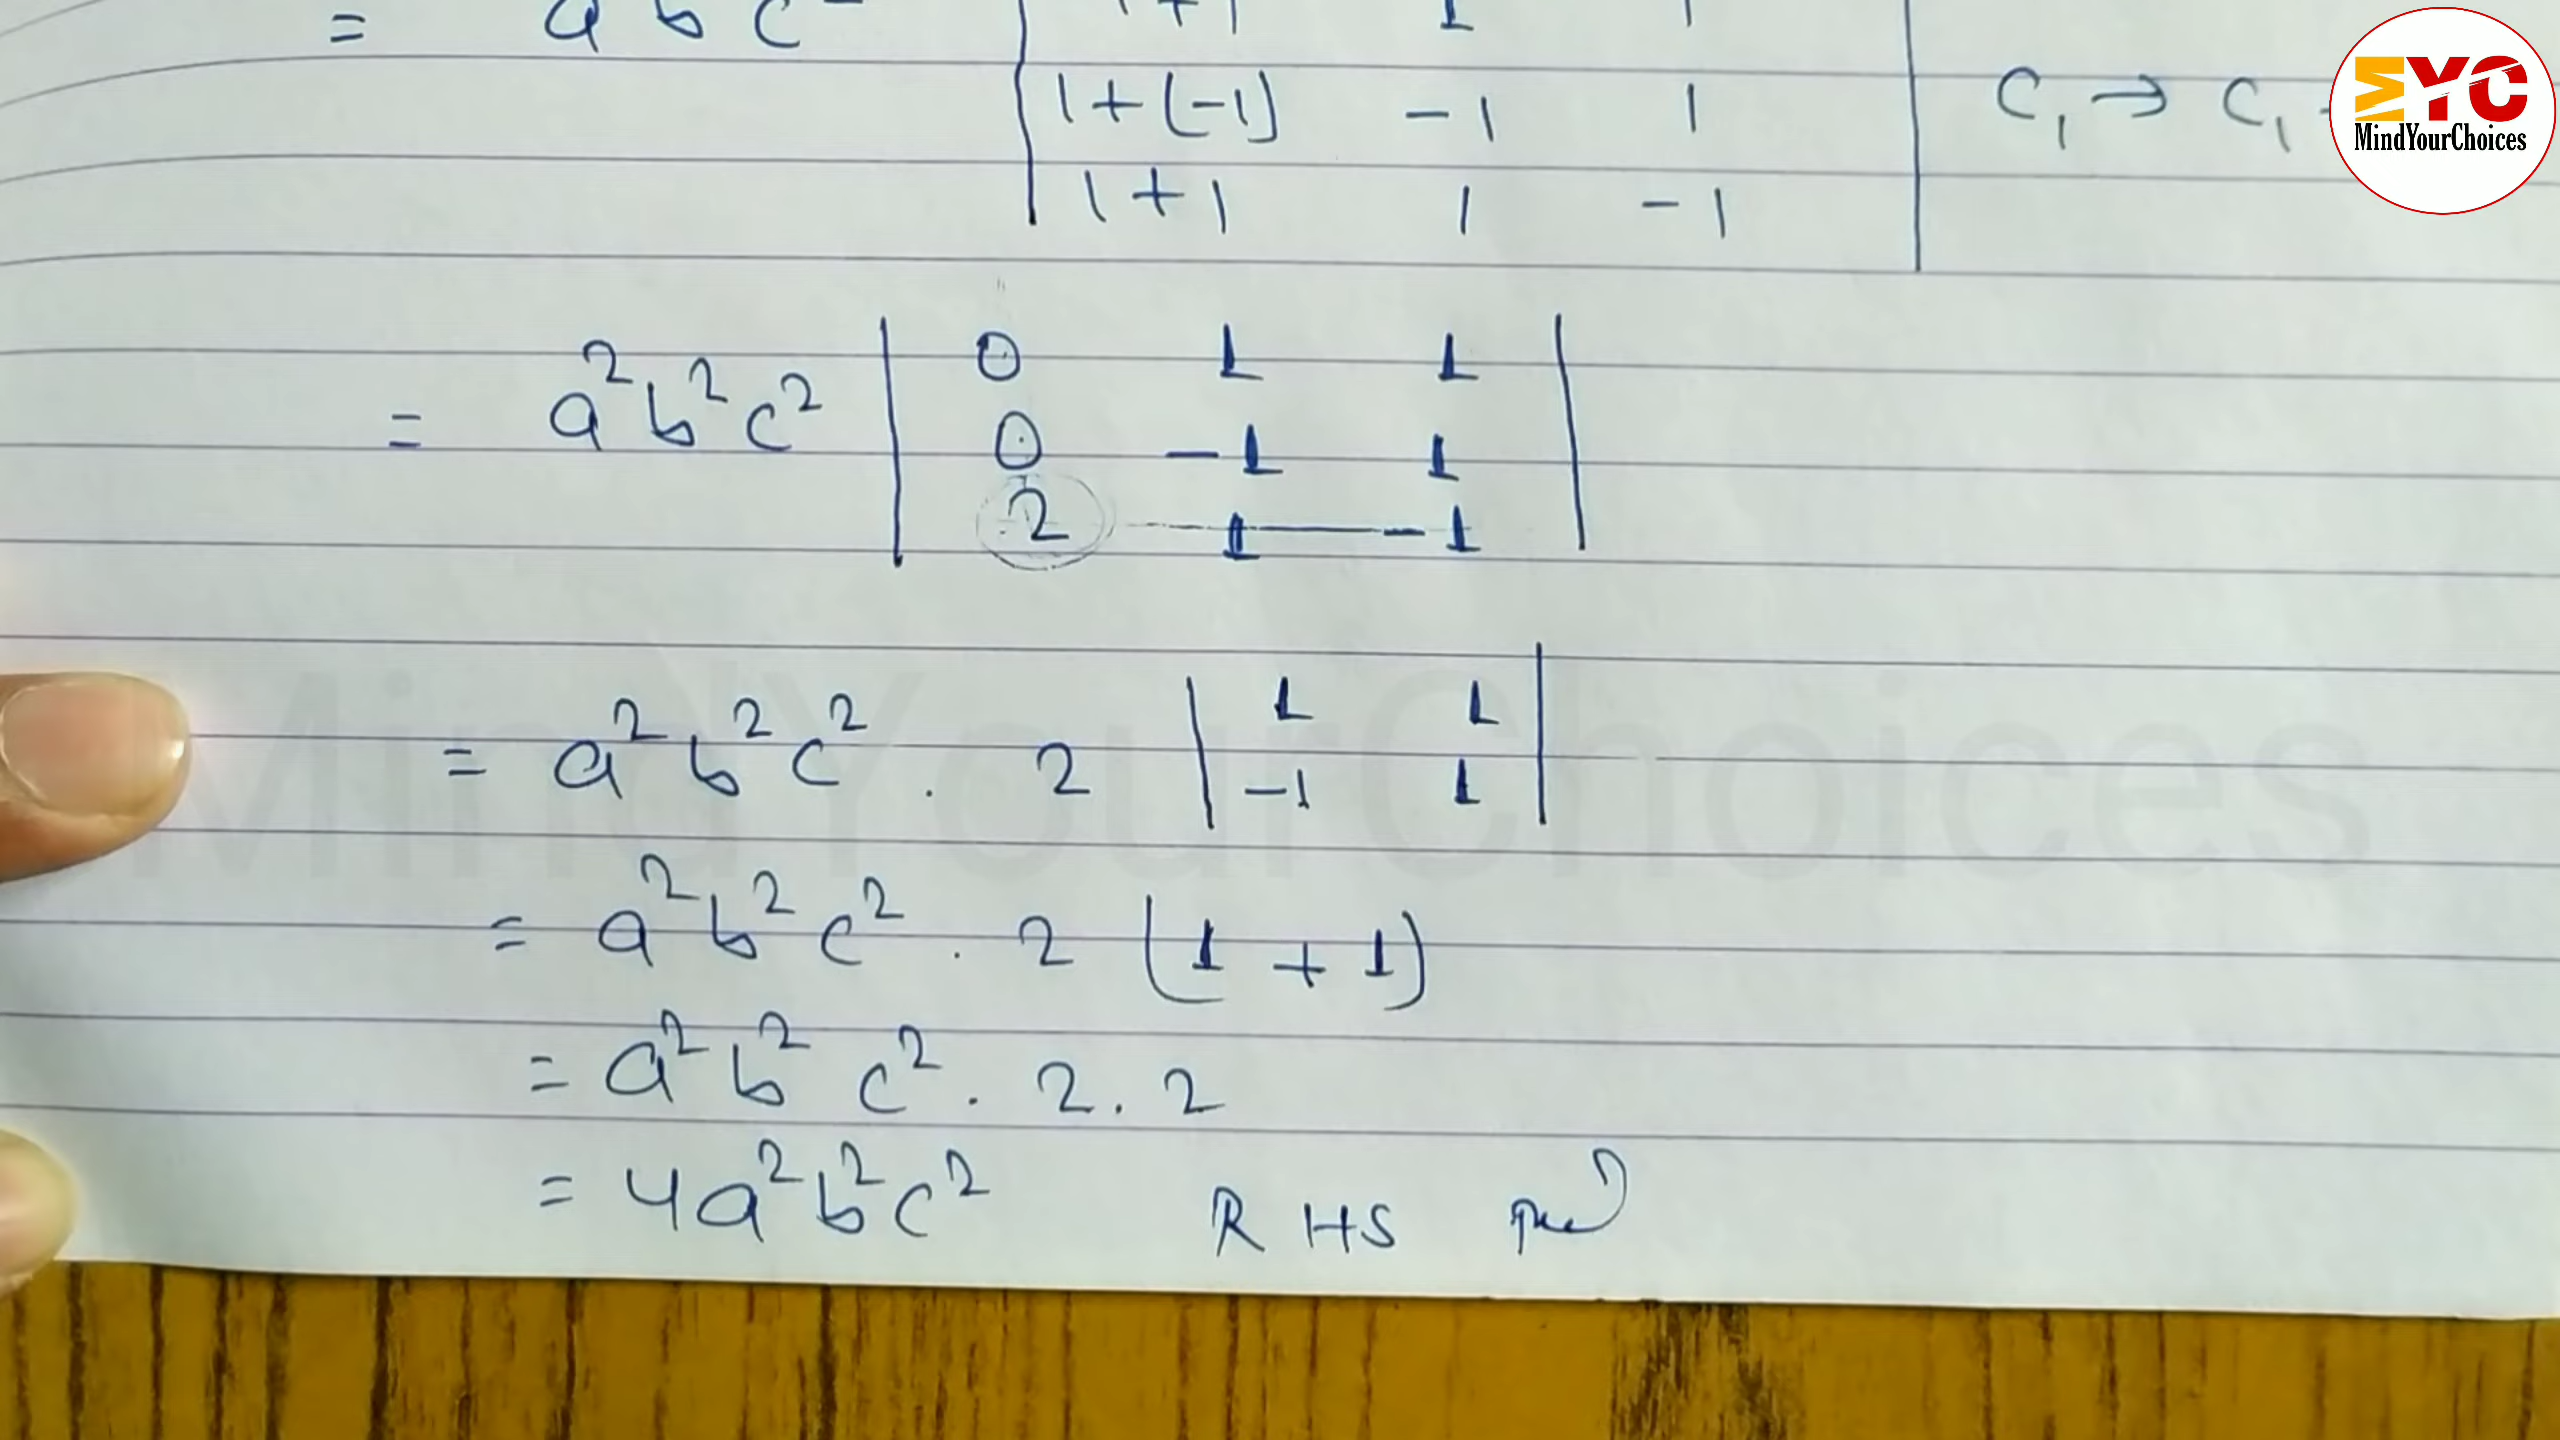 = a b c 1+1 1 1
1+(-1) -1 1 C₁ → C₁
1+1 1 -1
MYC
MindYourChoices
0 1 1
= a²b²c² 0 -1 1
2 1 -1
1 1
= a²b²c² . 2 -1 1
MindYourChoices
= a²b²c² . 2 (1 + 1)
= a²b²c² . 2 . 2
= 4a²b²c² RHS